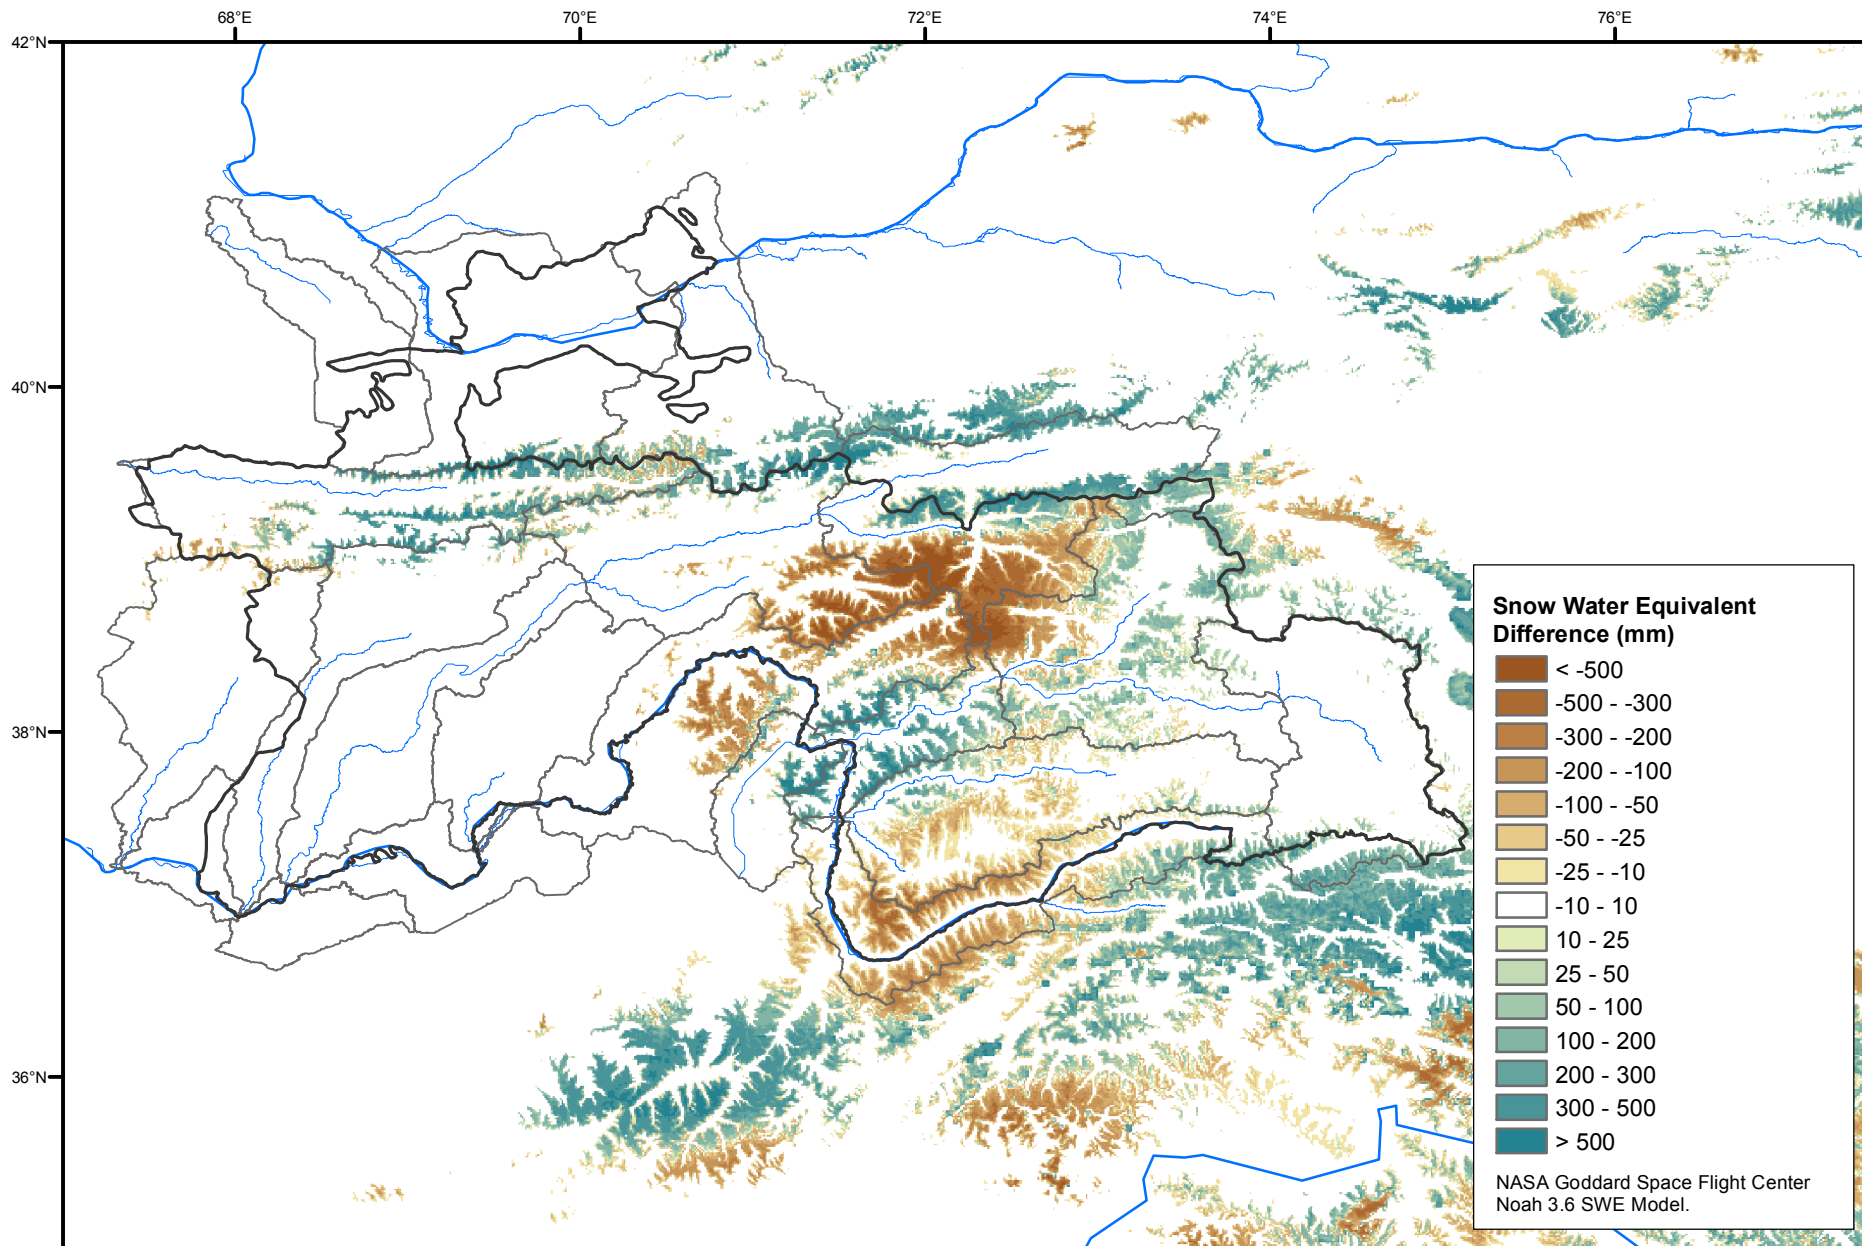 68°E 70°E 72°E 74°E 76°E
42°N
40°N
38°N
36°N
Snow Water Equivalent
Difference (mm)
< -500
-500 - -300
-300 - -200
-200 - -100
-100 - -50
-50 - -25
-25 - -10
-10 - 10
10 - 25
25 - 50
50 - 100
100 - 200
200 - 300
300 - 500
> 500
NASA Goddard Space Flight Center
Noah 3.6 SWE Model.